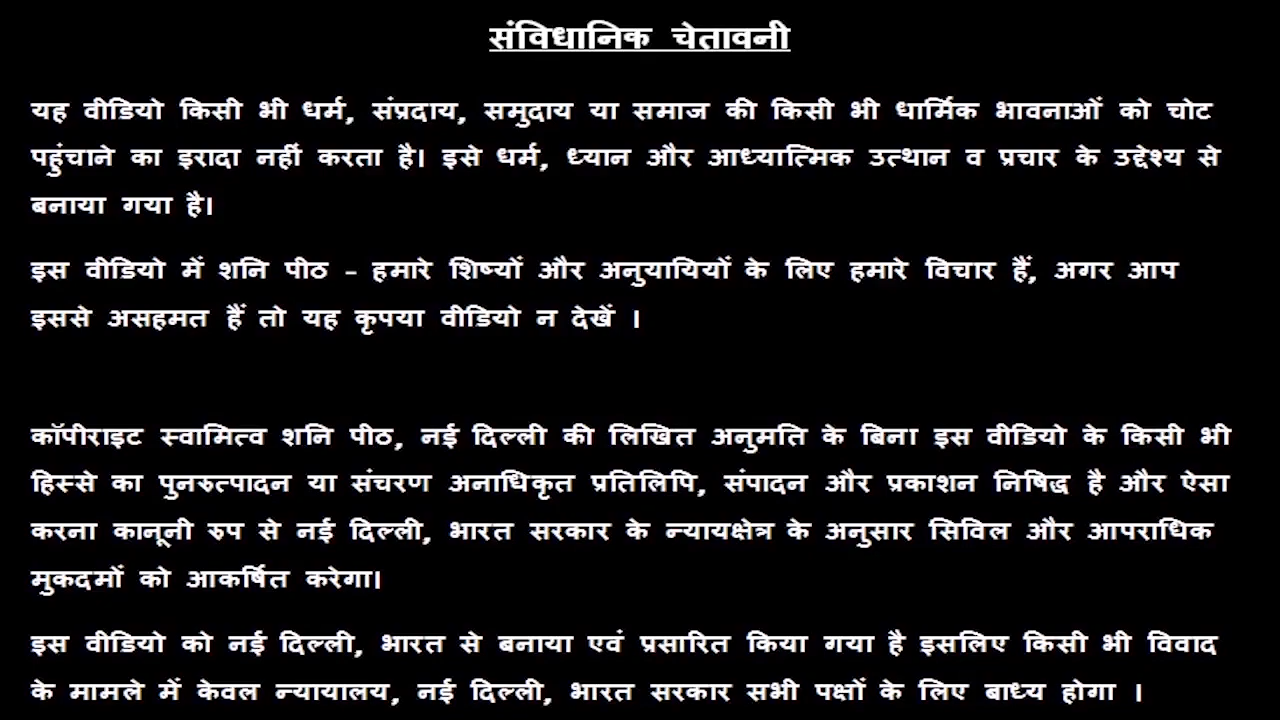 संविधानिक चेतावनी
यह वीडियो किसी भी धर्म, संप्रदाय, समुदाय या समाज की किसी भी धार्मिक भावनाओं को चोट
पहुंचाने का इरादा नहीं करता है। इसे धर्म, ध्यान और आध्यात्मिक उत्थान व प्रचार के उद्देश्य से
बनाया गया है।
इस वीडियो में शनि पीठ – हमारे शिष्यों और अनुयायियों के लिए हमारे विचार हैं, अगर आप
इससे असहमत हैं तो यह कृपया वीडियो न देखें ।
कॉपीराइट स्वामित्व शनि पीठ, नई दिल्ली की लिखित अनुमति के बिना इस वीडियो के किसी भी
हिस्से का पुनरुत्पादन या संचरण अनाधिकृत प्रतिलिपि, संपादन और प्रकाशन निषिद्ध है और ऐसा
करना कानूनी रुप से नई दिल्ली, भारत सरकार के न्यायक्षेत्र के अनुसार सिविल और आपराधिक
मुकदमों को आकर्षित करेगा।
इस वीडियो को नई दिल्ली, भारत से बनाया एवं प्रसारित किया गया है इसलिए किसी भी विवाद
के मामले में केवल न्यायालय, नई दिल्ली, भारत सरकार सभी पक्षों के लिए बाध्य होगा ।